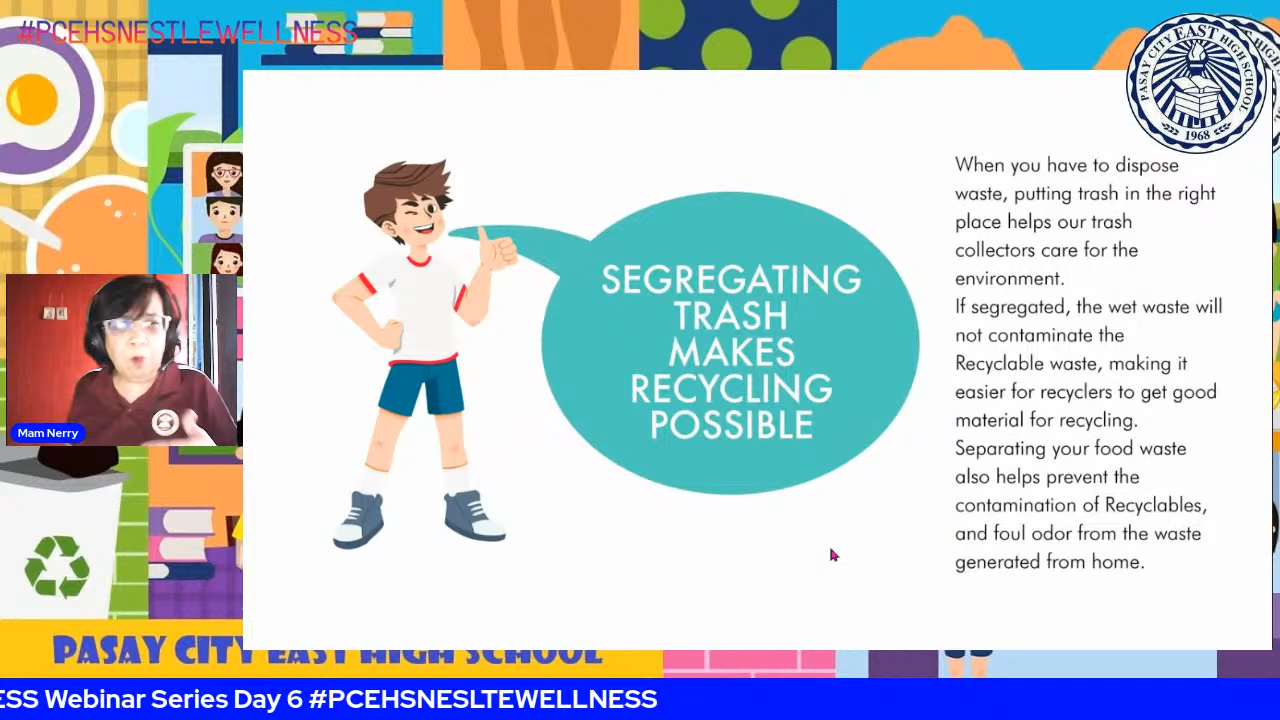 #PCEHSNESTLEWELLNESS
PASAY CITY EAST HIGH SCHOOL
1968
SEGREGATING
TRASH
MAKES
RECYCLING
POSSIBLE
When you have to dispose
waste, putting trash in the right
place helps our trash
collectors care for the
environment.
If segregated, the wet waste will
not contaminate the
Recyclable waste, making it
easier for recyclers to get good
material for recycling.
Separating your food waste
also helps prevent the
contamination of Recyclables,
and foul odor from the waste
generated from home.
Mam Nerry
PASAY CITY EAST HIGH SCHOOL
ESS Webinar Series Day 6 #PCEHSNESLTEWELLNESS